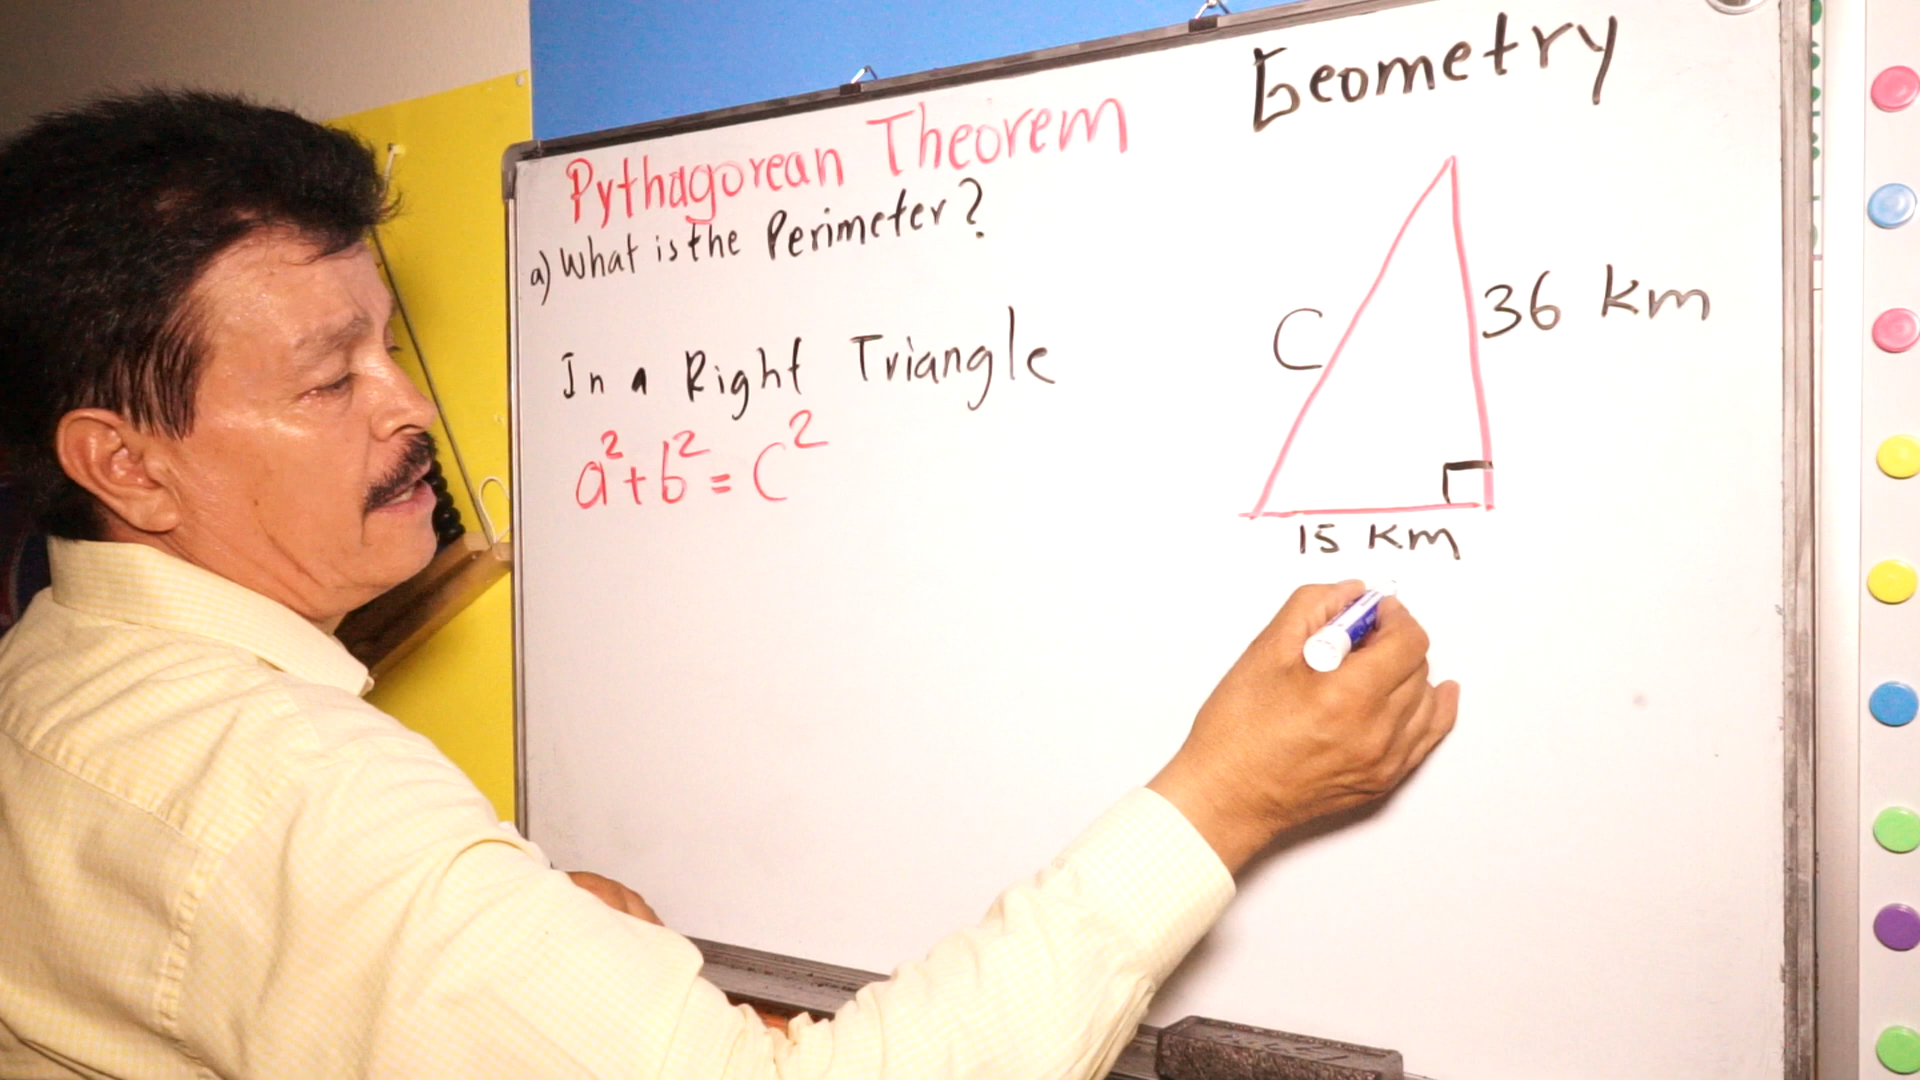 Geometry
Pythagorean Theorem
a) What is the Perimeter?
In a Right Triangle
a²+b²=c²
C
36 km
15 km